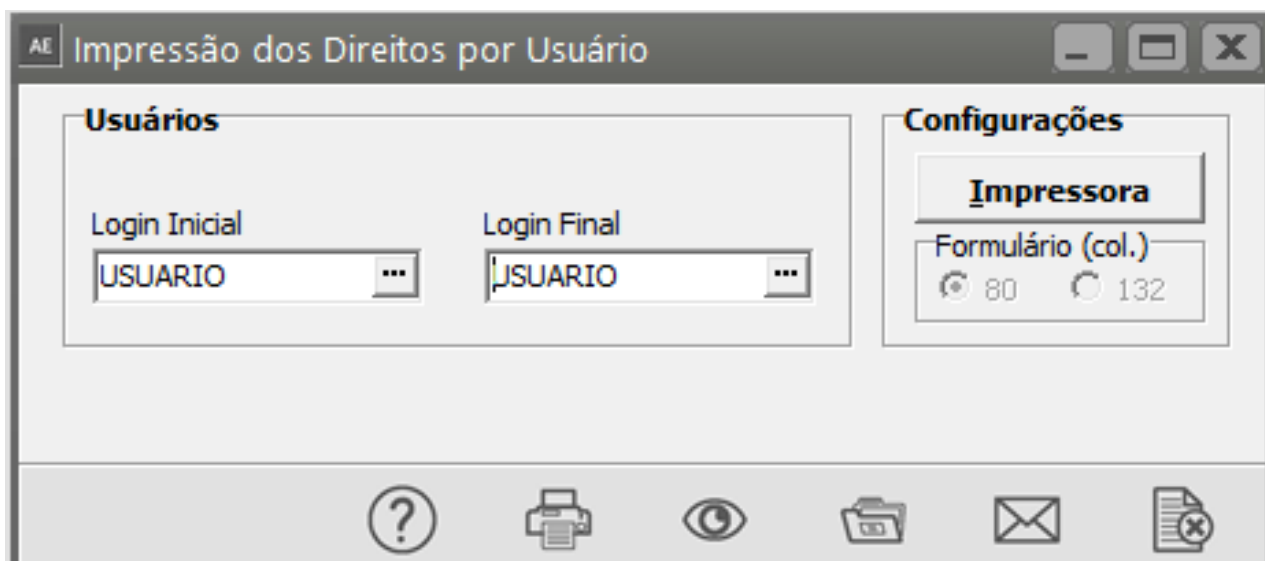 AE Impressão dos Direitos por Usuário
Usuários
Configurações
Impressora
Login Inicial
Login Final
Formulário (col.)
USUARIO ...
USUARIO ...
80
132